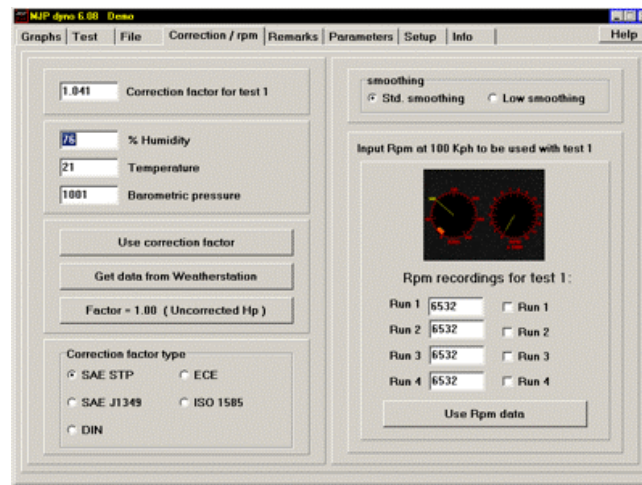 MJP dyno 6.08 Demo
Graphs Test File Correction / rpm Remarks Parameters Setup Info Help
1.041 Correction factor for test 1
76 % Humidity
21 Temperature
1001 Barometric pressure
Use correction factor
Get data from Weatherstation
Factor = 1.00 ( Uncorrected Hp )
Correction factor type
SAE STP ECE
SAE J1349 ISO 1585
DIN
smoothing
Std. smoothing Low smoothing
Input Rpm at 100 Kph to be used with test 1
Rpm recordings for test 1:
Run 1 6532 Run 1
Run 2 6532 Run 2
Run 3 6532 Run 3
Run 4 6532 Run 4
Use Rpm data